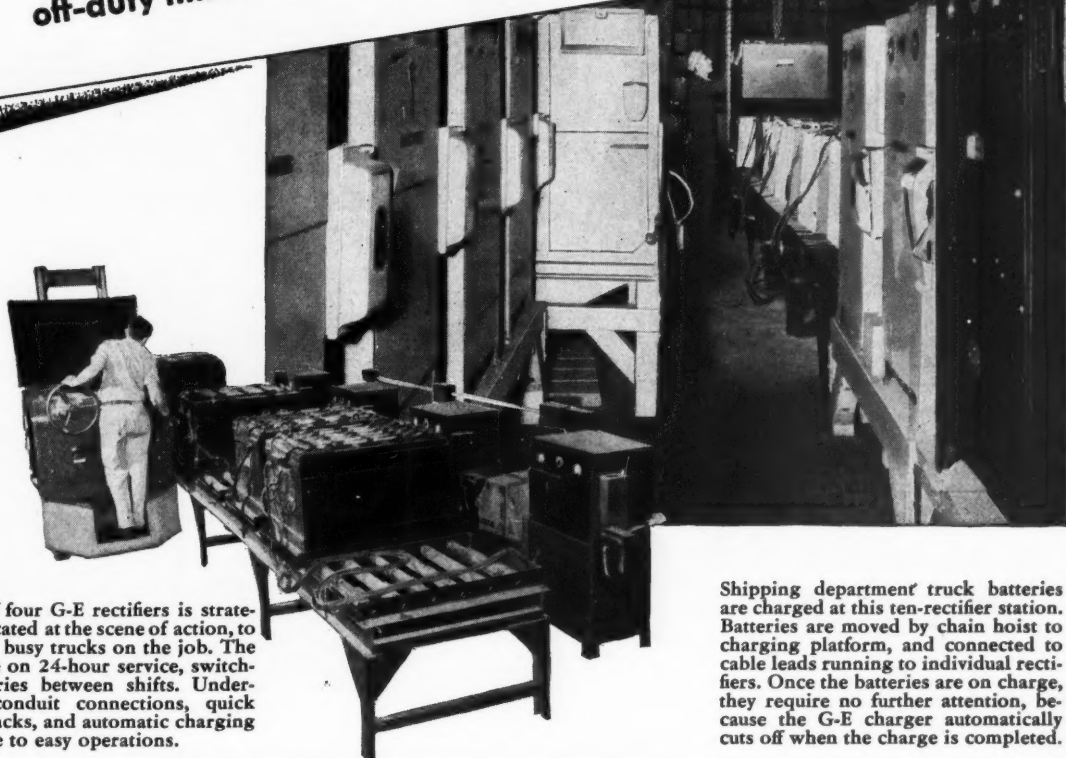 off-duty
four G-E rectifiers is strate-
ated at the scene of action, to
busy trucks on the job. The
on 24-hour service, switch-
ries between shifts. Under-
onduit connections, quick
acks, and automatic charging
e to easy operations.
Shipping department truck batteries
are charged at this ten-rectifier station.
Batteries are moved by chain hoist to
charging platform, and connected to
cable leads running to individual recti-
fiers. Once the batteries are on charge,
they require no further attention, be-
cause the G-E charger automatically
cuts off when the charge is completed.